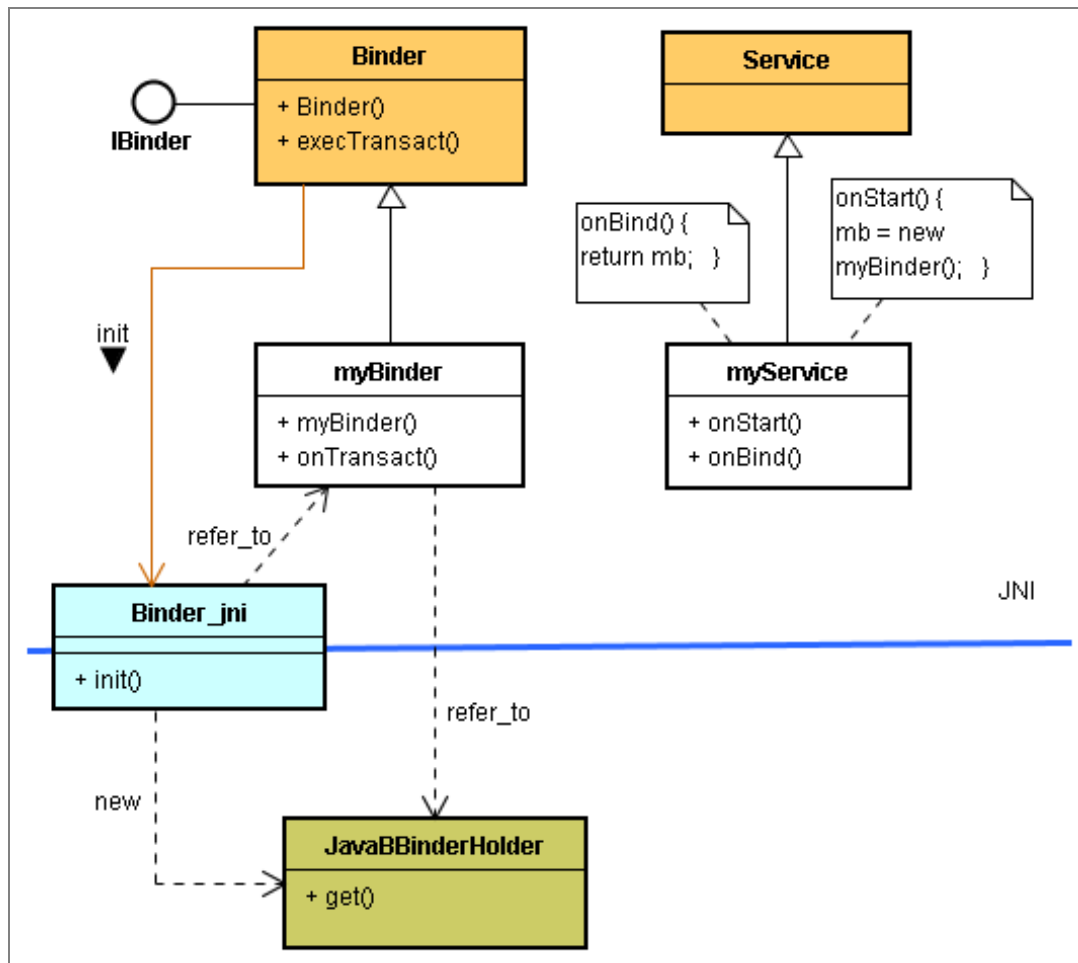 Binder
+ Binder()
+ execTransact()
IBinder
Service
onBind() {
return mb;   }
onStart() {
mb = new
myBinder();   }
init
myBinder
+ myBinder()
+ onTransact()
myService
+ onStart()
+ onBind()
refer_to
Binder_jni
+ init()
JNI
refer_to
new
JavaBBinderHolder
+ get()